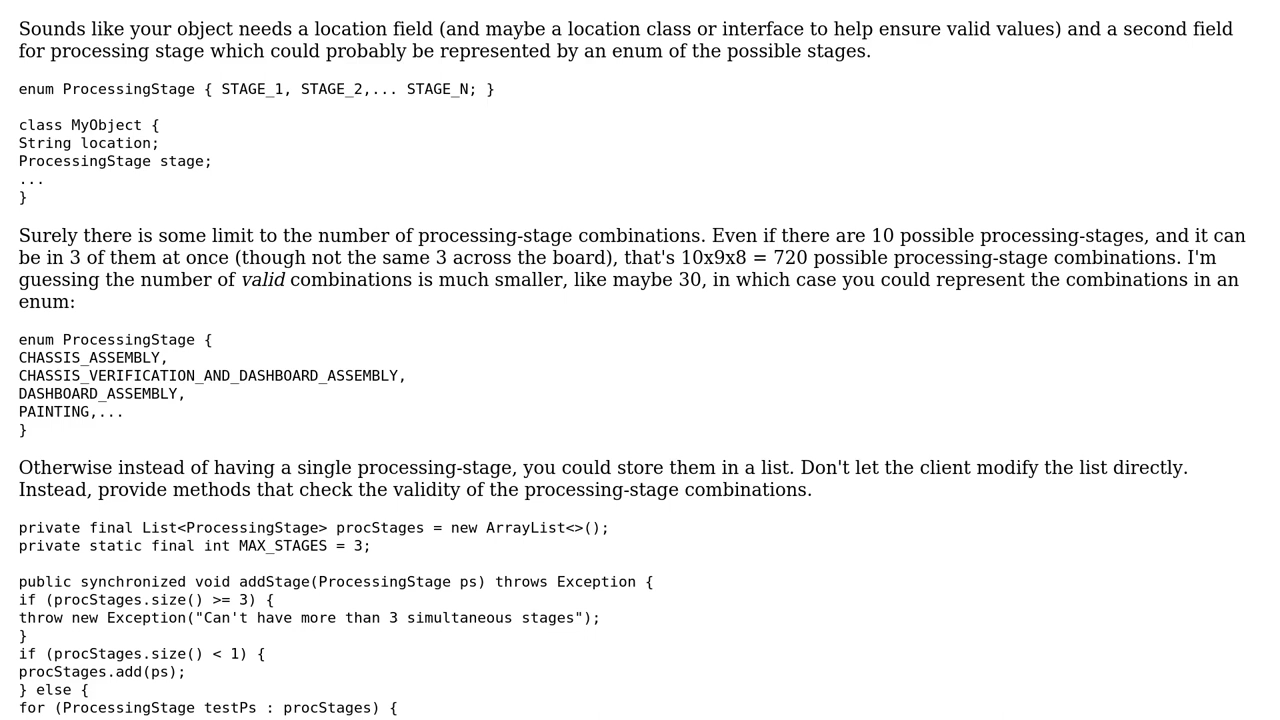 Sounds like your object needs a location field (and maybe a location class or interface to help ensure valid values) and a second field
for processing stage which could probably be represented by an enum of the possible stages.
enum ProcessingStage { STAGE_1, STAGE_2,... STAGE_N; }
class MyObject {
String location;
ProcessingStage stage;
...
}
Surely there is some limit to the number of processing-stage combinations. Even if there are 10 possible processing-stages, and it can
be in 3 of them at once (though not the same 3 across the board), that's 10x9x8 = 720 possible processing-stage combinations. I'm
guessing the number of valid combinations is much smaller, like maybe 30, in which case you could represent the combinations in an
enum:
enum ProcessingStage {
CHASSIS_ASSEMBLY,
CHASSIS_VERIFICATION_AND_DASHBOARD_ASSEMBLY,
DASHBOARD_ASSEMBLY,
PAINTING,...
}
Otherwise instead of having a single processing-stage, you could store them in a list. Don't let the client modify the list directly.
Instead, provide methods that check the validity of the processing-stage combinations.
private final List<ProcessingStage> procStages = new ArrayList<>();
private static final int MAX_STAGES = 3;
public synchronized void addStage(ProcessingStage ps) throws Exception {
if (procStages.size() >= 3) {
throw new Exception("Can't have more than 3 simultaneous stages");
}
if (procStages.size() < 1) {
procStages.add(ps);
} else {
for (ProcessingStage testPs : procStages) {